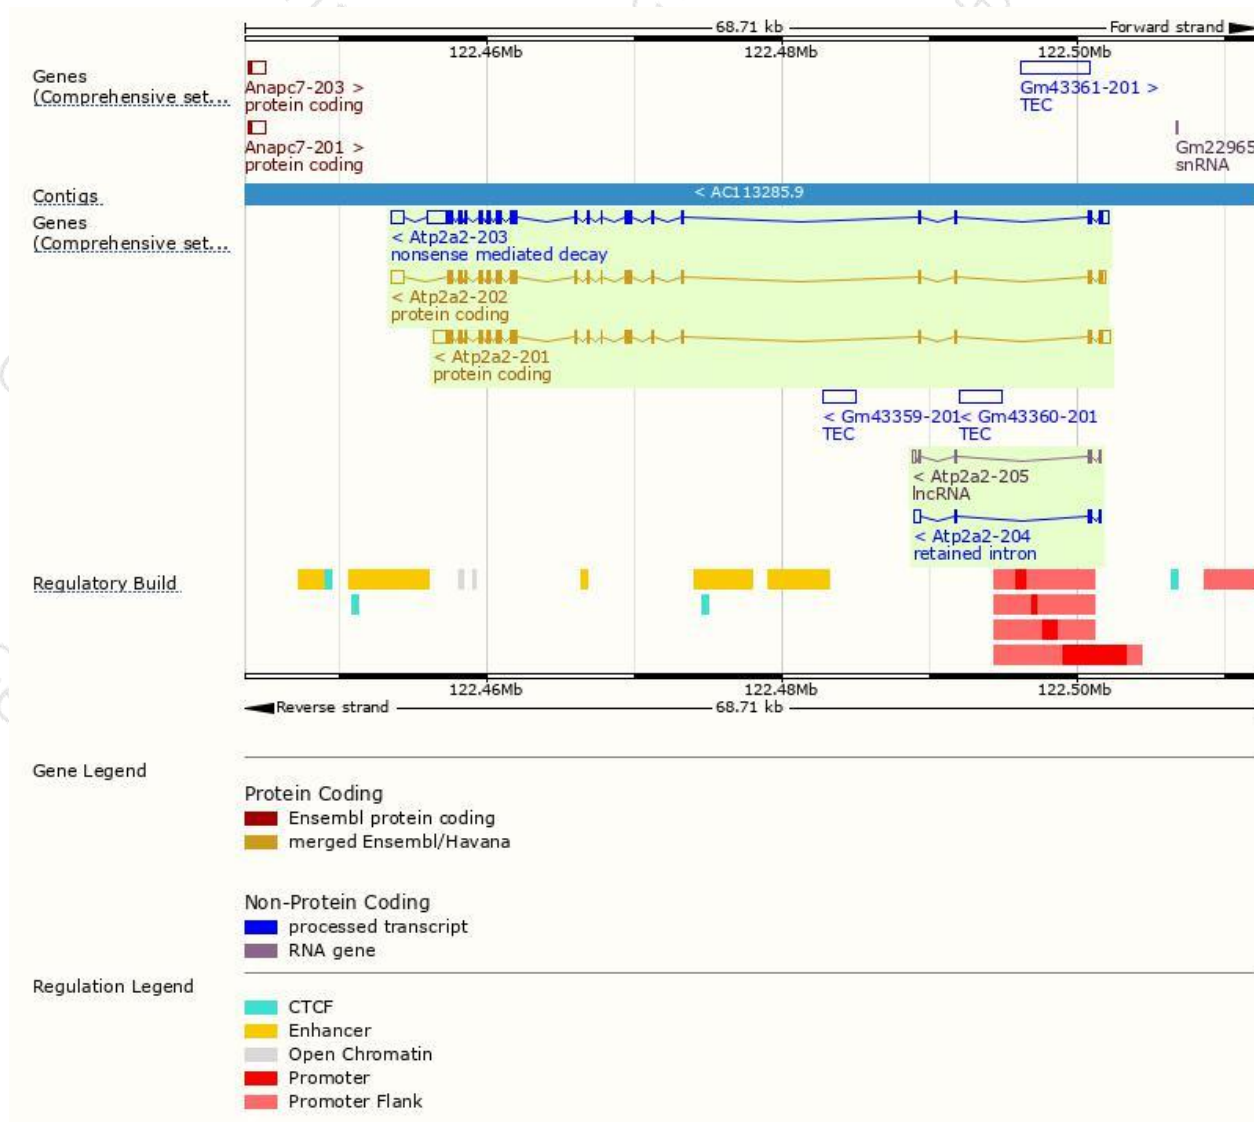 68.71 kb Forward strand
122.46Mb 122.48Mb 122.50Mb
Genes
(Comprehensive set...
Anapc7-203 >
protein coding
Gm43361-201 >
TEC
Anapc7-201 >
protein coding
Gm22965
snRNA
Contigs
< AC113285.9
Genes
(Comprehensive set...
< Atp2a2-203
nonsense mediated decay
< Atp2a2-202
protein coding
< Atp2a2-201
protein coding
< Gm43359-201 < Gm43360-201
TEC TEC
< Atp2a2-205
lncRNA
< Atp2a2-204
retained intron
Regulatory Build
122.46Mb 122.48Mb 122.50Mb
Reverse strand 68.71 kb
Gene Legend
Protein Coding
Ensembl protein coding
merged Ensembl/Havana
Non-Protein Coding
processed transcript
RNA gene
Regulation Legend
CTCF
Enhancer
Open Chromatin
Promoter
Promoter Flank